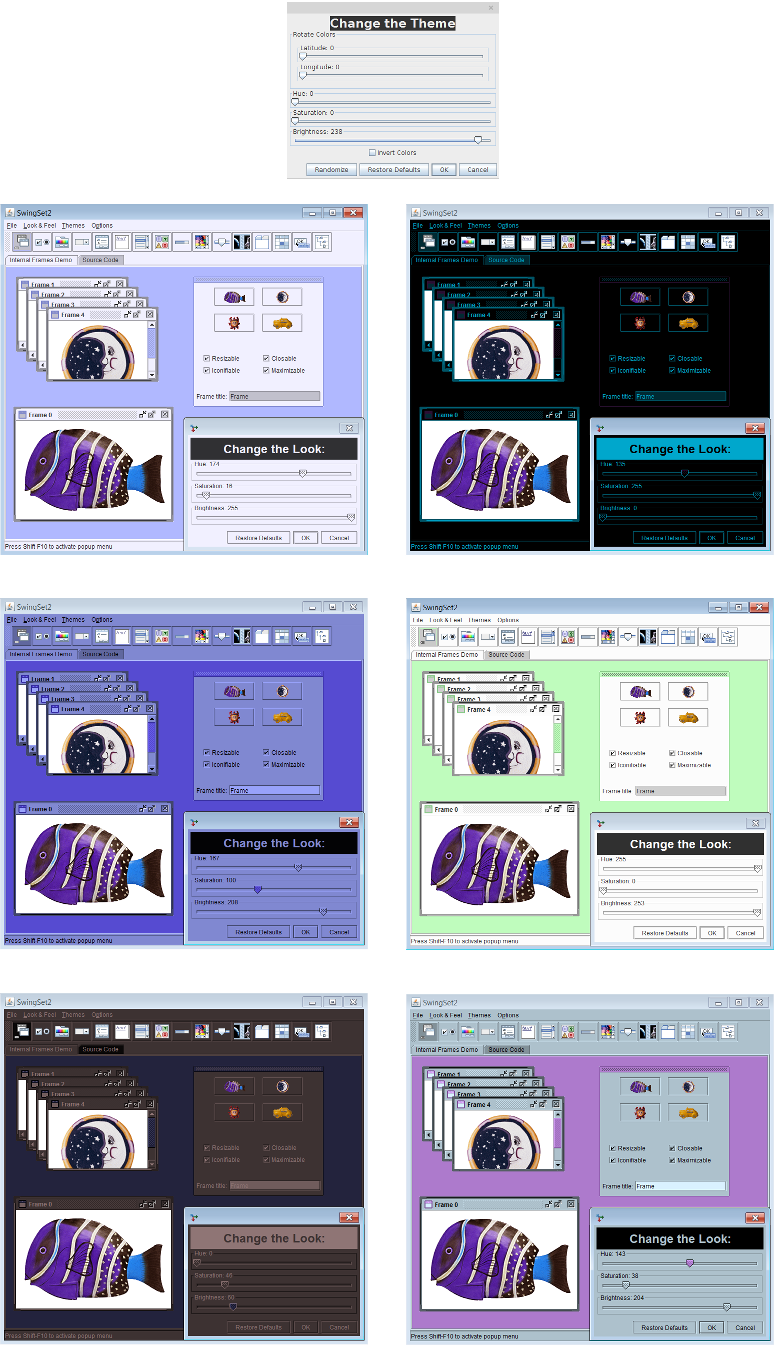 Change the Theme
Rotate Colors
Latitude: 0
Longitude: 0
Hue: 0
Saturation: 0
Brightness: 238
Invert Colors
Randomize Restore Defaults OK Cancel
SwingSet2
File Look & Feel Themes Options
Internal Frames Demo Source Code
Frame 1
Frame 2
Frame 3
Frame 4
Resizable Closable
Iconifiable Maximizable
Frame title: Frame
Frame 0
Change the Look:
Hue: 174
Saturation: 16
Brightness: 255
Restore Defaults OK Cancel
Press Shift-F10 to activate popup menu
SwingSet2
File Look & Feel Themes Options
Internal Frames Demo Source Code
Frame 1
Frame 2
Frame 3
Frame 4
Resizable Closable
Iconifiable Maximizable
Frame title: Frame
Frame 0
Change the Look:
Hue: 135
Saturation: 255
Brightness: 0
Restore Defaults OK Cancel
Press Shift-F10 to activate popup menu
SwingSet2
File Look & Feel Themes Options
Internal Frames Demo Source Code
Frame 1
Frame 2
Frame 3
Frame 4
Resizable Closable
Iconifiable Maximizable
Frame title: Frame
Frame 0
Change the Look:
Hue: 167
Saturation: 100
Brightness: 208
Restore Defaults OK Cancel
Press Shift-F10 to activate popup menu
SwingSet2
File Look & Feel Themes Options
Internal Frames Demo Source Code
Frame 1
Frame 2
Frame 3
Frame 4
Resizable Closable
Iconifiable Maximizable
Frame title: Frame
Frame 0
Change the Look:
Hue: 255
Saturation: 0
Brightness: 253
Restore Defaults OK Cancel
Press Shift-F10 to activate popup menu
SwingSet2
File Look & Feel Themes Options
Internal Frames Demo Source Code
Frame 1
Frame 2
Frame 3
Frame 4
Resizable Closable
Iconifiable Maximizable
Frame title: Frame
Frame 0
Change the Look:
Hue: 0
Saturation: 46
Brightness: 60
Restore Defaults OK Cancel
Press Shift-F10 to activate popup menu
SwingSet2
File Look & Feel Themes Options
Internal Frames Demo Source Code
Frame 1
Frame 2
Frame 3
Frame 4
Resizable Closable
Iconifiable Maximizable
Frame title: Frame
Frame 0
Change the Look:
Hue: 143
Saturation: 38
Brightness: 204
Restore Defaults OK Cancel
Press Shift-F10 to activate popup menu